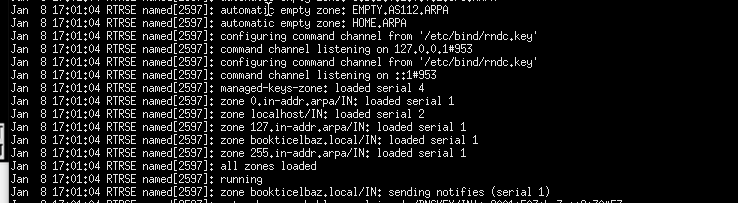 Jan  8 17:01:04 RTRSE named[2597]: automatic empty zone: EMPTY.AS112.ARPA
Jan  8 17:01:04 RTRSE named[2597]: automatic empty zone: HOME.ARPA
Jan  8 17:01:04 RTRSE named[2597]: configuring command channel from '/etc/bind/rndc.key'
Jan  8 17:01:04 RTRSE named[2597]: command channel listening on 127.0.0.1#953
Jan  8 17:01:04 RTRSE named[2597]: configuring command channel from '/etc/bind/rndc.key'
Jan  8 17:01:04 RTRSE named[2597]: command channel listening on ::1#953
Jan  8 17:01:04 RTRSE named[2597]: managed-keys-zone: loaded serial 4
Jan  8 17:01:04 RTRSE named[2597]: zone 0.in-addr.arpa/IN: loaded serial 1
Jan  8 17:01:04 RTRSE named[2597]: zone localhost/IN: loaded serial 2
Jan  8 17:01:04 RTRSE named[2597]: zone 127.in-addr.arpa/IN: loaded serial 1
Jan  8 17:01:04 RTRSE named[2597]: zone bookticelbaz.local/IN: loaded serial 1
Jan  8 17:01:04 RTRSE named[2597]: zone 255.in-addr.arpa/IN: loaded serial 1
Jan  8 17:01:04 RTRSE named[2597]: all zones loaded
Jan  8 17:01:04 RTRSE named[2597]: running
Jan  8 17:01:04 RTRSE named[2597]: zone bookticelbaz.local/IN: sending notifies (serial 1)